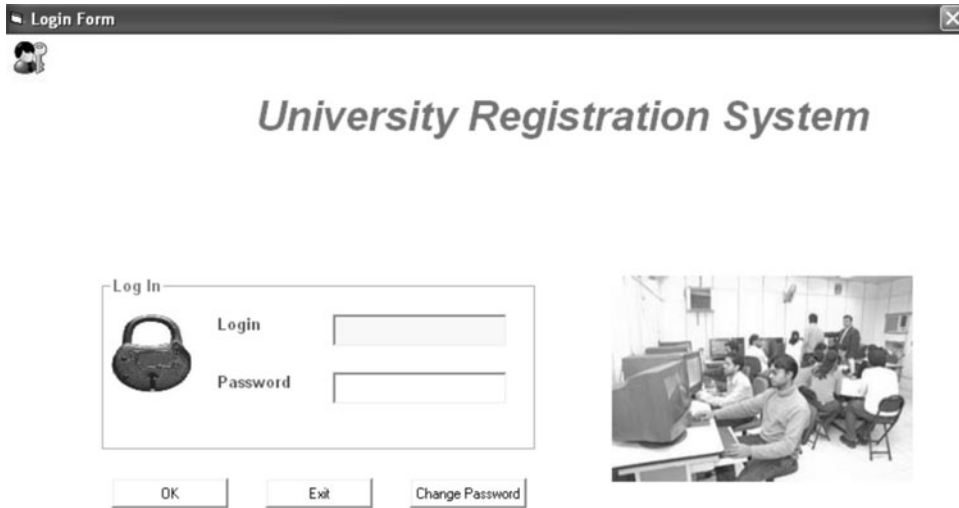 Login Form
University Registration System
Log In
Login
Password
OK
Exit
Change Password